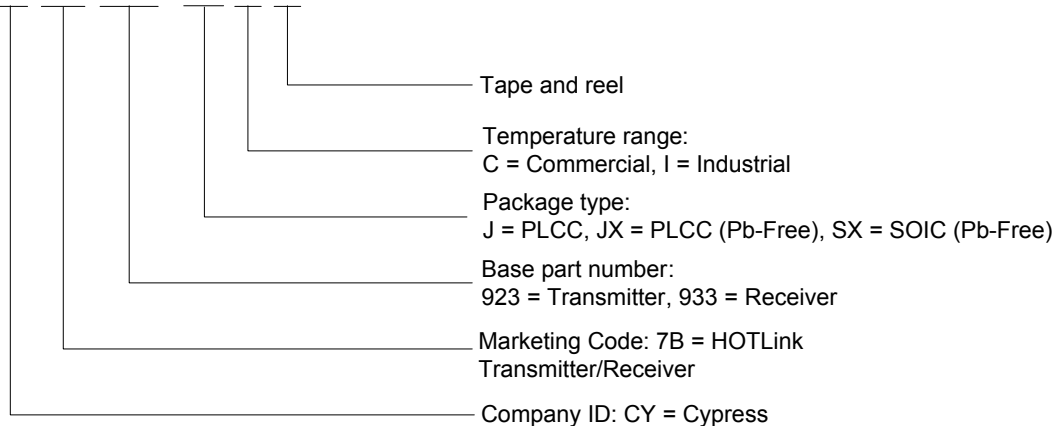 Tape and reel
Temperature range:
C = Commercial, I = Industrial
Package type:
J = PLCC, JX = PLCC (Pb-Free), SX = SOIC (Pb-Free)
Base part number:
923 = Transmitter, 933 = Receiver
Marketing Code: 7B = HOTLink
Transmitter/Receiver
Company ID: CY = Cypress